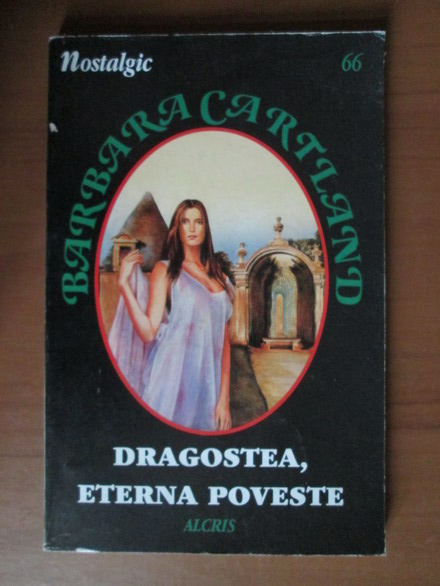 Nostalgic
66
BARBARA CARTLAND
DRAGOSTEA,
ETERNA POVESTE
ALCRIS